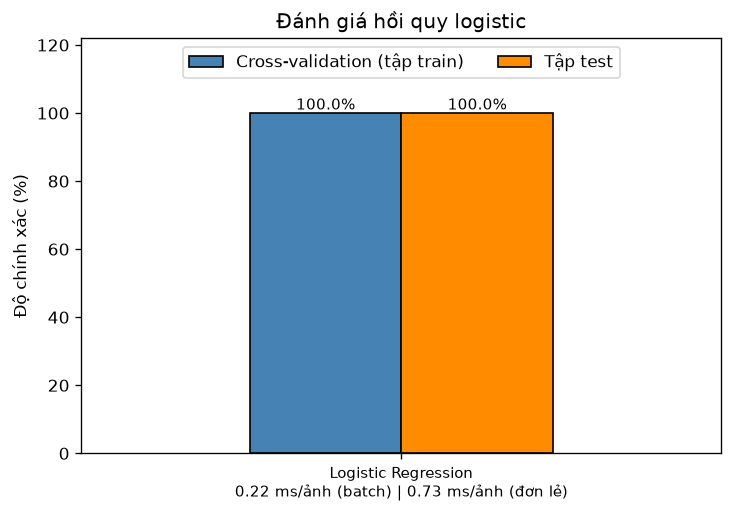 Đánh giá hồi quy logistic
Cross-validation (tập train)
Tập test
Độ chính xác (%)
120
100
80
60
40
20
0
100.0%
100.0%
Logistic Regression
0.22 ms/ảnh (batch) | 0.73 ms/ảnh (đơn lẻ)